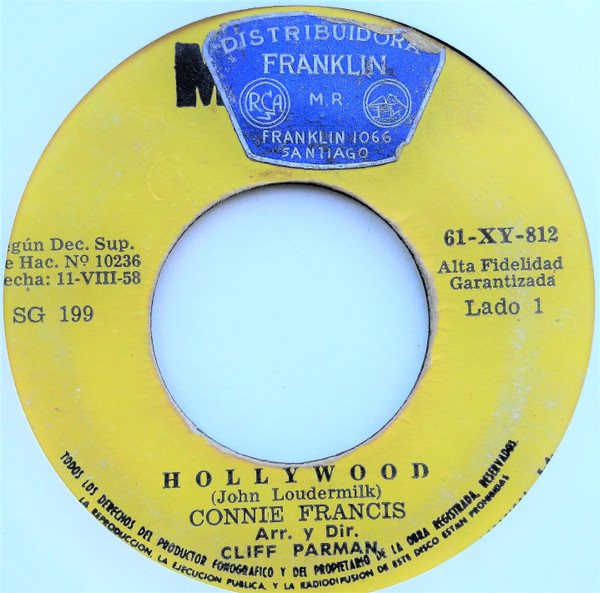 M
DISTRIBUIDORA
FRANKLIN
RCA
M.R.
FRANKLIN 1066
SANTIAGO
egún Dec. Sup.
e Hac. Nº 10236
echa: 11-VIII-58
SG 199
61-XY-812
Alta Fidelidad
Garantizada
Lado 1
HOLLYWOOD
(John Loudermilk)
CONNIE FRANCIS
Arr. y Dir.
CLIFF PARMAN
TODOS LOS DERECHOS DEL PRODUCTOR FONOGRAFICO Y DEL PROPIETARIO DE LA OBRA REGISTRADA, RESERVADOS.
LA REPRODUCCION, LA EJECUCION PUBLICA, Y LA RADIODIFUSION DE ESTE DISCO ESTAN PROHIBIDAS